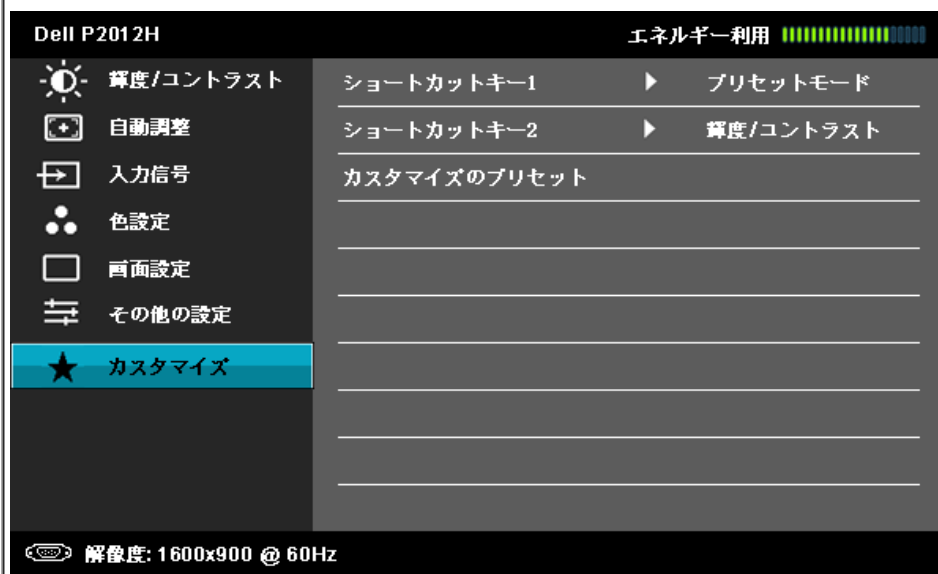 Dell P2012H
エネルギー利用
輝度/コントラスト
自動調整
入力信号
色設定
画面設定
その他の設定
カスタマイズ
ショートカットキー1
プリセットモード
ショートカットキー2
輝度/コントラスト
カスタマイズのプリセット
解像度: 1600x900 @ 60Hz